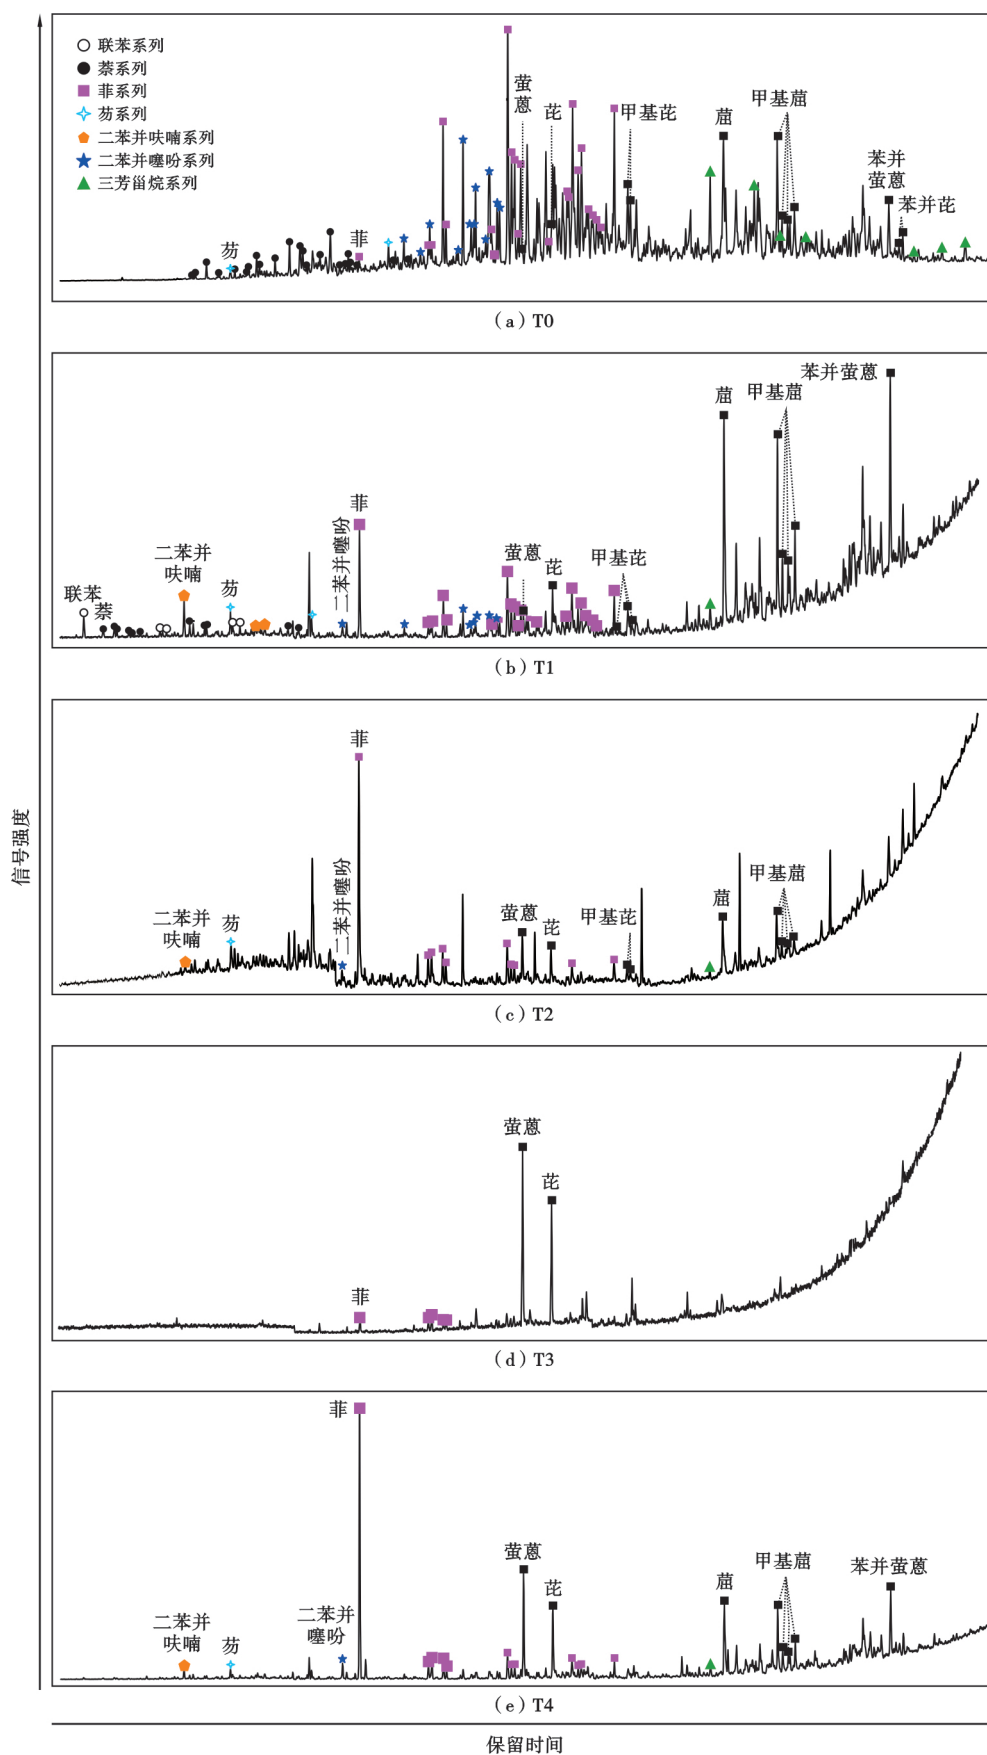 联苯系列
萘系列
菲系列
芴系列
二苯并呋喃系列
二苯并噻吩系列
三芳甾烷系列
芴
菲
萤
蒽
芘
甲基芘
䓛
甲基䓛
苯并
萤蒽
苯并芘
(a) T0
联苯
萘
二苯并
呋喃
芴
二苯并噻吩
菲
萤蒽
芘
甲基芘
䓛
甲基䓛
苯并萤蒽
(b) T1
二苯并
呋喃
芴
二苯并噻吩
菲
萤蒽
芘
甲基芘
䓛
甲基䓛
(c) T2
菲
萤蒽
芘
(d) T3
二苯并
呋喃
芴
二苯并
噻吩
菲
萤蒽
芘
䓛
甲基䓛
苯并萤蒽
(e) T4
信号强度
保留时间